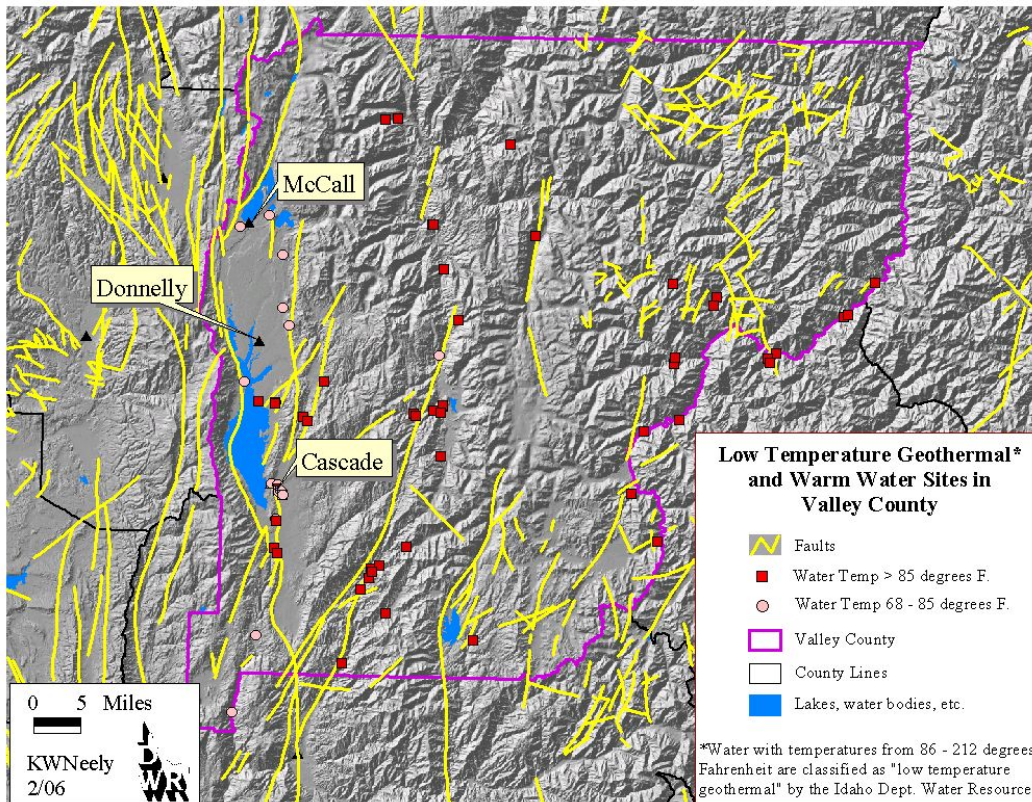 McCall
Donnelly
Cascade
Low Temperature Geothermal*
and Warm Water Sites in
Valley County
Faults
Water Temp > 85 degrees F.
Water Temp 68 - 85 degrees F.
Valley County
County Lines
Lakes, water bodies, etc.
*Water with temperatures from 86 - 212 degrees
Fahrenheit are classified as "low temperature
geothermal" by the Idaho Dept. Water Resource
0 5 Miles
KWNeely
2/06
IDWR